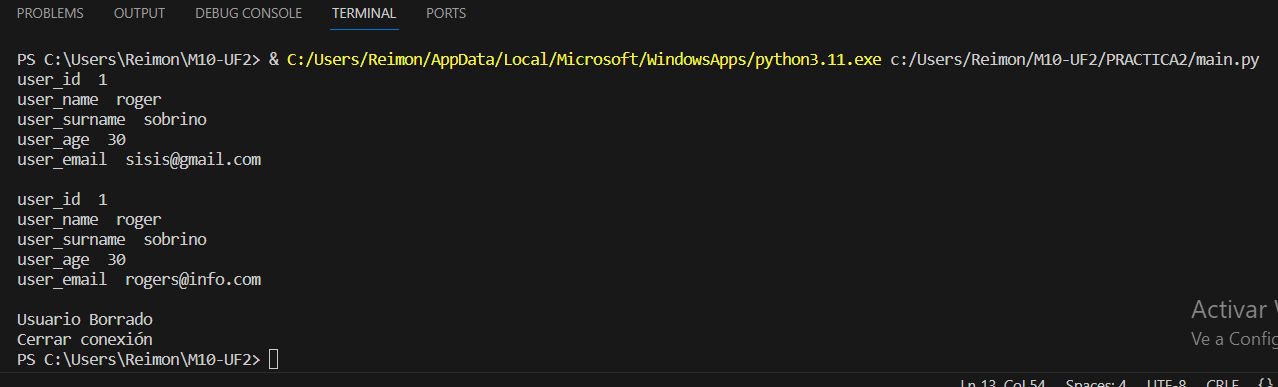 PROBLEMS OUTPUT DEBUG CONSOLE TERMINAL PORTS
PS C:\Users\Reimon\M10-UF2> & C:/Users/Reimon/AppData/Local/Microsoft/WindowsApps/python3.11.exe c:/Users/Reimon/M10-UF2/PRACTICA2/main.py
user_id  1
user_name  roger
user_surname  sobrino
user_age  30
user_email  sisis@gmail.com
user_id  1
user_name  roger
user_surname  sobrino
user_age  30
user_email  rogers@info.com
Usuario Borrado
Cerrar conexión
PS C:\Users\Reimon\M10-UF2>
Activar
Ve a Config
Ln 13, Col 54 Spaces: 4 UTF-8 CRLF {}